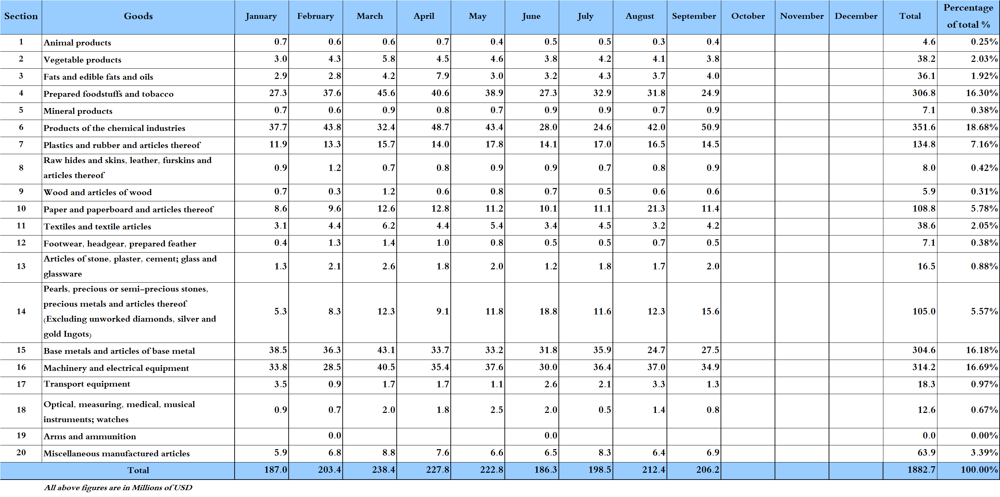 Section Goods January February March April May June July August September October November December Total Percentage of total %
1 Animal products 0.7 0.6 0.6 0.7 0.4 0.5 0.5 0.3 0.4 4.6 0.25%
2 Vegetable products 3.0 4.3 5.8 4.5 4.6 3.8 4.2 4.1 3.8 38.2 2.03%
3 Fats and edible fats and oils 2.9 2.8 4.2 7.9 3.0 3.2 4.3 3.7 4.0 36.1 1.92%
4 Prepared foodstuffs and tobacco 27.3 37.6 45.6 40.6 38.9 27.3 32.9 31.8 24.9 306.8 16.30%
5 Mineral products 0.7 0.6 0.9 0.8 0.7 0.9 0.9 0.7 0.9 7.1 0.38%
6 Products of the chemical industries 37.7 43.8 32.4 48.7 43.4 28.0 24.6 42.0 50.9 351.6 18.68%
7 Plastics and rubber and articles thereof 11.9 13.3 15.7 14.0 17.8 14.1 17.0 16.5 14.5 134.8 7.16%
8 Raw hides and skins, leather, furskins and
articles thereof 0.9 1.2 0.7 0.8 0.9 0.9 0.7 0.8 0.9 8.0 0.42%
9 Wood and articles of wood 0.7 0.3 1.2 0.6 0.8 0.7 0.5 0.6 0.6 5.9 0.31%
10 Paper and paperboard and articles thereof 8.6 9.6 12.6 12.8 11.2 10.1 11.1 21.3 11.4 108.8 5.78%
11 Textiles and textile articles 3.1 4.4 6.2 4.4 5.4 3.4 4.5 3.2 4.2 38.6 2.05%
12 Footwear, headgear, prepared feather 0.4 1.3 1.4 1.0 0.8 0.5 0.5 0.7 0.5 7.1 0.38%
13 Articles of stone, plaster, cement; glass and
glassware 1.3 2.1 2.6 1.8 2.0 1.2 1.8 1.7 2.0 16.5 0.88%
14 Pearls, precious or semi-precious stones,
precious metals and articles thereof
(Excluding unworked diamonds, silver and
gold Ingots) 5.3 8.3 12.3 9.1 11.8 18.8 11.6 12.3 15.6 105.0 5.57%
15 Base metals and articles of base metal 38.5 36.3 43.1 33.7 33.2 31.8 35.9 24.7 27.5 304.6 16.18%
16 Machinery and electrical equipment 33.8 28.5 40.5 35.4 37.6 30.0 36.4 37.0 34.9 314.2 16.69%
17 Transport equipment 3.5 0.9 1.7 1.7 1.1 2.6 2.1 3.3 1.3 18.3 0.97%
18 Optical, measuring, medical, musical
instruments; watches 0.9 0.7 2.0 1.8 2.5 2.0 0.5 1.4 0.8 12.6 0.67%
19 Arms and ammunition 0.0 0.0 0.0 0.00%
20 Miscellaneous manufactured articles 5.9 6.8 8.8 7.6 6.6 6.5 8.3 6.4 6.9 63.9 3.39%
Total 187.0 203.4 238.4 227.8 222.8 186.3 198.5 212.4 206.2 1882.7 100.00%
All above figures are in Millions of USD